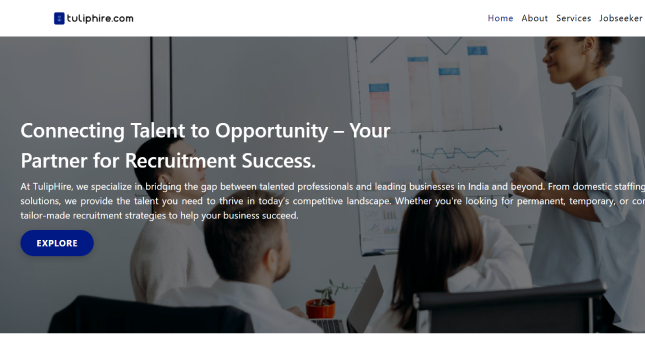 tuliphire.com
Home About Services Jobseeker
Connecting Talent to Opportunity – Your
Partner for Recruitment Success.
At TulipHire, we specialize in bridging the gap between talented professionals and leading businesses in India and beyond. From domestic staffing
solutions, we provide the talent you need to thrive in today's competitive landscape. Whether you're looking for permanent, temporary, or
tailor-made recruitment strategies to help your business succeed.
EXPLORE